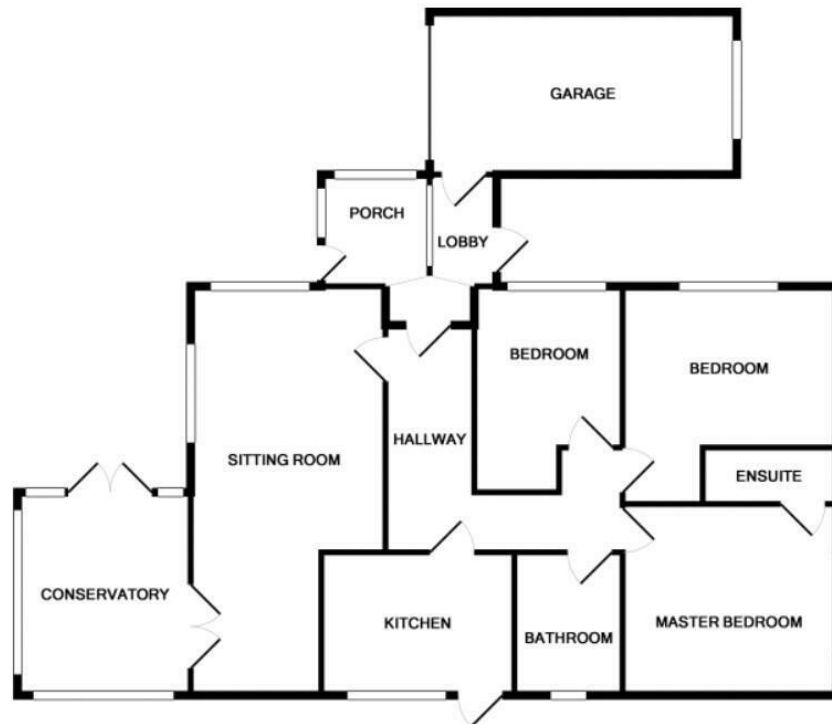 GARAGE
PORCH
LOBBY
BEDROOM
BEDROOM
HALLWAY
SITTING ROOM
ENSUITE
CONSERVATORY
KITCHEN
BATHROOM
MASTER BEDROOM